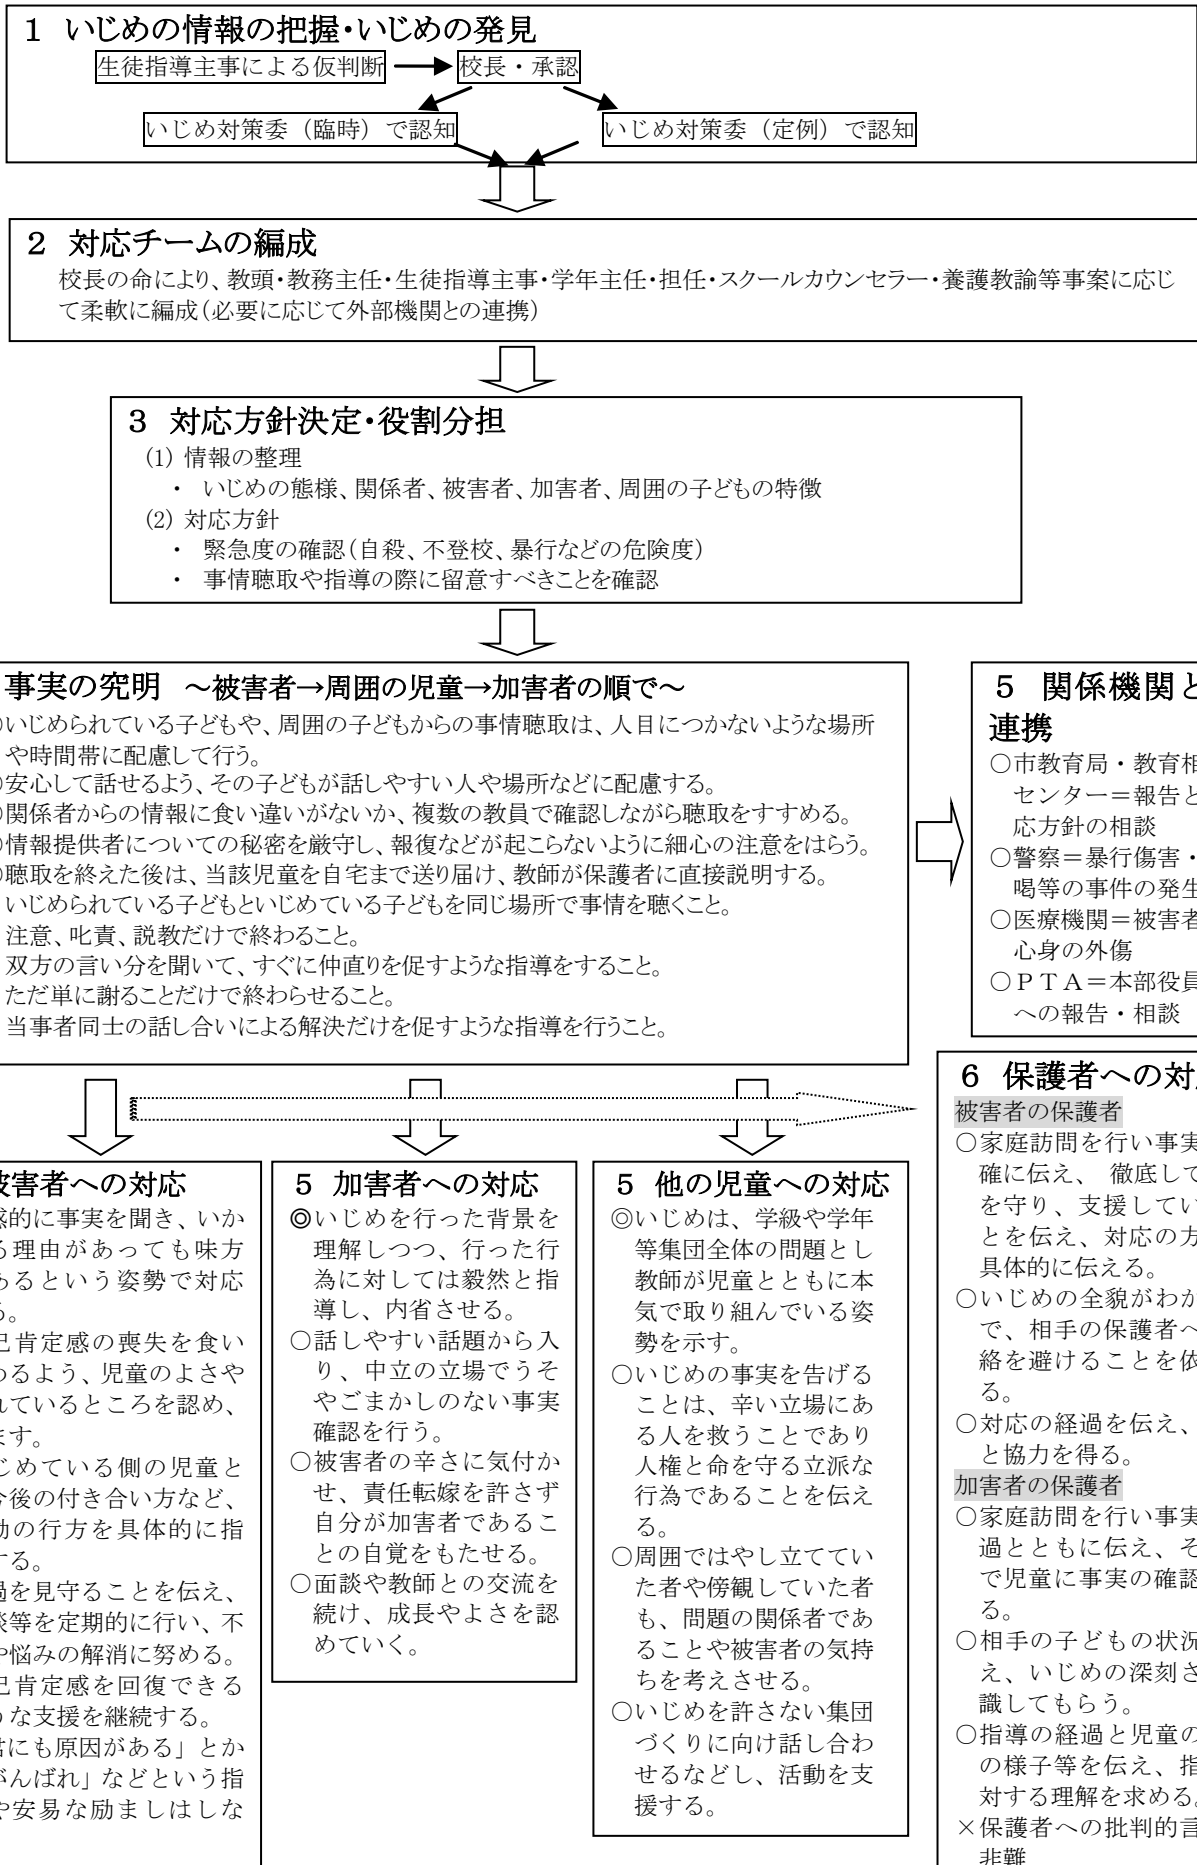 １ いじめの情報の把握・いじめの発見
生徒指導主事による仮判断
校長・承認
いじめ対策委（臨時）で認知
いじめ対策委（定例）で認知
２ 対応チームの編成
校長の命により、教頭・教務主任・生徒指導主事・学年主任・担任・スクールカウンセラー・養護教諭等事案に応じ
て柔軟に編成（必要に応じて外部機関との連携）
３ 対応方針決定・役割分担
(1) 情報の整理
・ いじめの態様、関係者、被害者、加害者、周囲の子どもの特徴
(2) 対応方針
・ 緊急度の確認（自殺、不登校、暴行などの危険度）
・ 事情聴取や指導の際に留意すべきことを確認
事実の究明 ～被害者→周囲の児童→加害者の順で～
いじめられている子どもや、周囲の子どもからの事情聴取は、人目につかないような場所
や時間帯に配慮して行う。
安心して話せるよう、その子どもが話しやすい人や場所などに配慮する。
関係者からの情報に食い違いがないか、複数の教員で確認しながら聴取をすすめる。
情報提供者についての秘密を厳守し、報復などが起こらないように細心の注意をはらう。
聴取を終えた後は、当該児童を自宅まで送り届け、教師が保護者に直接説明する。
いじめられている子どもといじめている子どもを同じ場所で事情を聴くこと。
注意、叱責、説教だけで終わること。
双方の言い分を聞いて、すぐに仲直りを促すような指導をすること。
ただ単に謝ることだけで終わらせること。
当事者同士の話し合いによる解決だけを促すような指導を行うこと。
５ 関係機関と
連携
○市教育局・教育相
センター＝報告と
応方針の相談
○警察＝暴行傷害・
喝等の事件の発生
○医療機関＝被害者
心身の外傷
○ＰＴＡ＝本部役員
への報告・相談
害者への対応
的に事実を聞き、いか
る理由があっても味方
あるという姿勢で対応
る。
己肯定感の喪失を食い
めるよう、児童のよさや
れているところを認め、
ます。
じめている側の児童と
今後の付き合い方など、
動の行方を具体的に指
する。
過を見守ることを伝え、
談等を定期的に行い、不
や悩みの解消に努める。
己肯定感を回復できる
うな支援を継続する。
君にも原因がある」とか
がんばれ」などという指
や安易な励ましはしな
５ 加害者への対応
◎いじめを行った背景を
理解しつつ、行った行
為に対しては毅然と指
導し、内省させる。
○話しやすい話題から入
り、中立の立場でうそ
やごまかしのない事実
確認を行う。
○被害者の辛さに気付か
せ、責任転嫁を許さず
自分が加害者であるこ
との自覚をもたせる。
○面談や教師との交流を
続け、成長やよさを認
めていく。
５ 他の児童への対応
◎いじめは、学級や学年
等集団全体の問題とし
教師が児童とともに本
気で取り組んでいる姿
勢を示す。
○いじめの事実を告げる
ことは、辛い立場にあ
る人を救うことであり
人権と命を守る立派な
行為であることを伝え
る。
○周囲ではやし立ててい
た者や傍観していた者
も、問題の関係者であ
ることや被害者の気持
ちを考えさせる。
○いじめを許さない集団
づくりに向け話し合わ
せるなどし、活動を支
援する。
６ 保護者への対
被害者の保護者
○家庭訪問を行い事実
確に伝え、 徹底して
を守り、支援してい
とを伝え、対応の方
具体的に伝える。
○いじめの全貌がわか
で、相手の保護者へ
絡を避けることを依
る。
○対応の経過を伝え、
と協力を得る。
加害者の保護者
○家庭訪問を行い事実
過とともに伝え、そ
で児童に事実の確認
る。
○相手の子どもの状況
え、いじめの深刻さ
識してもらう。
○指導の経過と児童の
の様子等を伝え、指
対する理解を求める。
×保護者への批判的言
非難